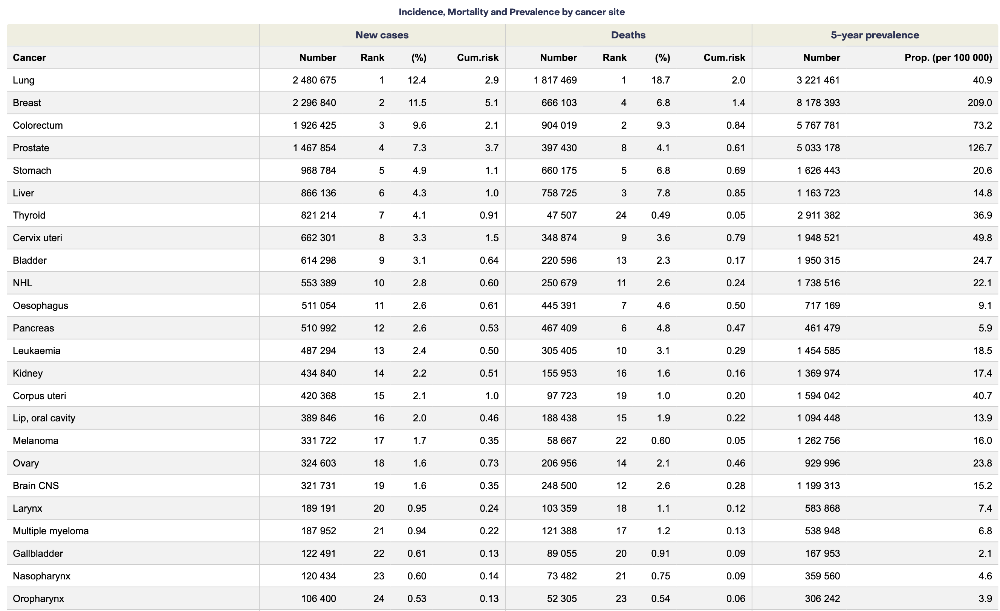 Incidence, Mortality and Prevalence by cancer site
New cases Deaths 5-year prevalence
Cancer Number Rank (%) Cum.risk Number Rank (%) Cum.risk Number Prop. (per 100 000)
Lung 2 480 675 1 12.4 2.9 1 817 469 1 18.7 2.0 3 221 461 40.9
Breast 2 296 840 2 11.5 5.1 666 103 4 6.8 1.4 8 178 393 209.0
Colorectum 1 926 425 3 9.6 2.1 904 019 2 9.3 0.84 5 767 781 73.2
Prostate 1 467 854 4 7.3 3.7 397 430 8 4.1 0.61 5 033 178 126.7
Stomach 968 784 5 4.9 1.1 660 175 5 6.8 0.69 1 626 443 20.6
Liver 866 136 6 4.3 1.0 758 725 3 7.8 0.85 1 163 723 14.8
Thyroid 821 214 7 4.1 0.91 47 507 24 0.49 0.05 2 911 382 36.9
Cervix uteri 662 301 8 3.3 1.5 348 874 9 3.6 0.79 1 948 521 49.8
Bladder 614 298 9 3.1 0.64 220 596 13 2.3 0.17 1 950 315 24.7
NHL 553 389 10 2.8 0.60 250 679 11 2.6 0.24 1 738 516 22.1
Oesophagus 511 054 11 2.6 0.61 445 391 7 4.6 0.50 717 169 9.1
Pancreas 510 992 12 2.6 0.53 467 409 6 4.8 0.47 461 479 5.9
Leukaemia 487 294 13 2.4 0.50 305 405 10 3.1 0.29 1 454 585 18.5
Kidney 434 840 14 2.2 0.51 155 953 16 1.6 0.16 1 369 974 17.4
Corpus uteri 420 368 15 2.1 1.0 97 723 19 1.0 0.20 1 594 042 40.7
Lip, oral cavity 389 846 16 2.0 0.46 188 438 15 1.9 0.22 1 094 448 13.9
Melanoma 331 722 17 1.7 0.35 58 667 22 0.60 0.05 1 262 756 16.0
Ovary 324 603 18 1.6 0.73 206 956 14 2.1 0.46 929 996 23.8
Brain CNS 321 731 19 1.6 0.35 248 500 12 2.6 0.28 1 199 313 15.2
Larynx 189 191 20 0.95 0.24 103 359 18 1.1 0.12 583 868 7.4
Multiple myeloma 187 952 21 0.94 0.22 121 388 17 1.2 0.13 538 948 6.8
Gallbladder 122 491 22 0.61 0.13 89 055 20 0.91 0.09 167 953 2.1
Nasopharynx 120 434 23 0.60 0.14 73 482 21 0.75 0.09 359 560 4.6
Oropharynx 106 400 24 0.53 0.13 52 305 23 0.54 0.06 306 242 3.9